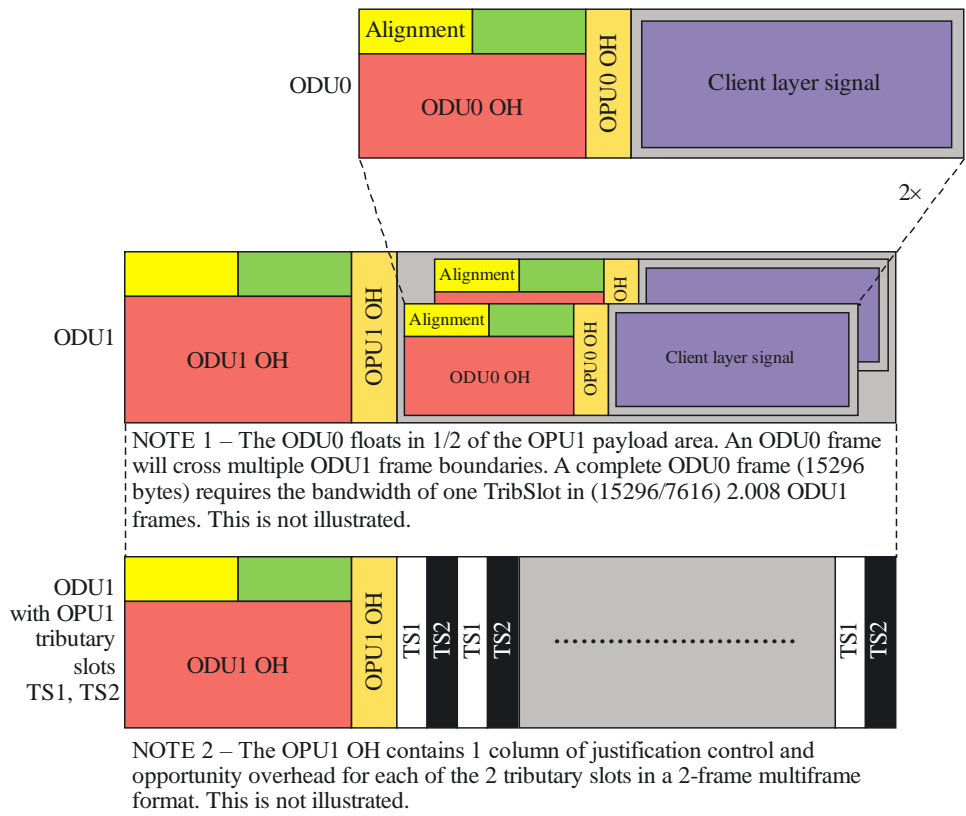 Alignment
ODU0
ODU0 OH
OPU0 OH
Client layer signal
2×
ODU1
ODU1 OH
OPU1 OH
Alignment
OH
Alignment
ODU0 OH
OPU0 OH
Client layer signal
NOTE 1 – The ODU0 floats in 1/2 of the OPU1 payload area. An ODU0 frame
will cross multiple ODU1 frame boundaries. A complete ODU0 frame (15296
bytes) requires the bandwidth of one TribSlot in (15296/7616) 2.008 ODU1
frames. This is not illustrated.
ODU1
with OPU1
tributary
slots
TS1, TS2
ODU1 OH
OPU1 OH
TS1
TS2
TS1
TS2
..........................
TS1
TS2
NOTE 2 – The OPU1 OH contains 1 column of justification control and
opportunity overhead for each of the 2 tributary slots in a 2-frame multiframe
format. This is not illustrated.